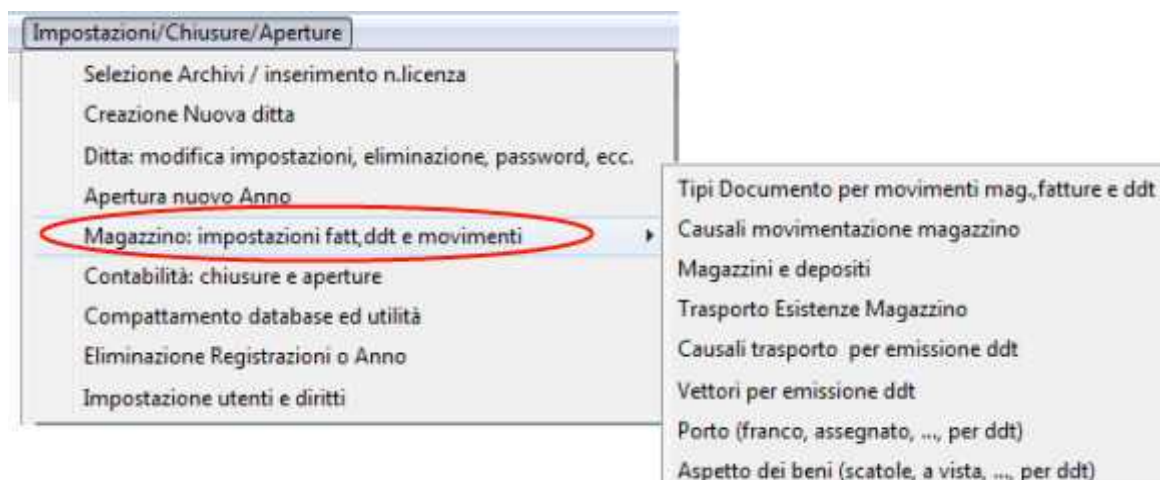 Impostazioni/Chiusure/Aperture
Selezione Archivi / inserimento n.licenza
Creazione Nuova ditta
Ditta: modifica impostazioni, eliminazione, password, ecc.
Apertura nuovo Anno
Magazzino: impostazioni fatt,ddt e movimenti
Contabilità: chiusure e aperture
Compattamento database ed utilità
Eliminazione Registrazioni o Anno
Impostazione utenti e diritti
Tipi Documento per movimenti mag.,fatture e ddt
Causali movimentazione magazzino
Magazzini e depositi
Trasporto Esistenze Magazzino
Causali trasporto per emissione ddt
Vettori per emissione ddt
Porto (franco, assegnato, ..., per ddt)
Aspetto dei beni (scatole, a vista, ..., per ddt)